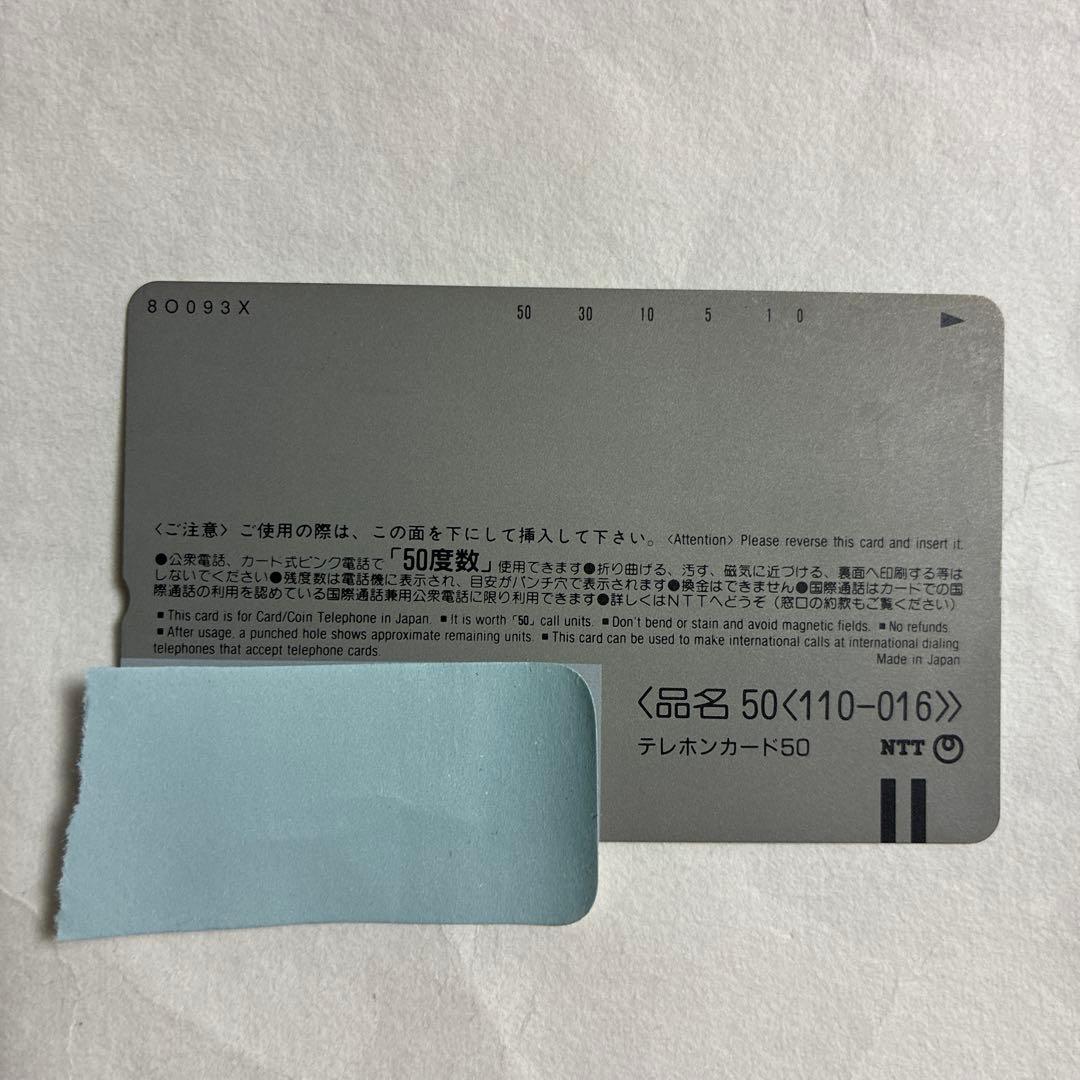 8O093X 50 30 10 5 1 0
〈ご注意〉ご使用の際は、この面を下にして挿入して下さい。〈Attention〉Please reverse this card and insert it.
●公衆電話、カード式ピンク電話で「50度数」使用できます●折り曲げる、汚す、磁気に近づける、裏面へ印刷する等は
しないでください●残度数は電話機に表示され、目安がパンチ穴で表示されます●換金はできません●国際通話はカードでの国
際通話の利用を認めている国際通話兼用公衆電話に限り利用できます●詳しくはNTTへどうぞ（窓口の約款もご覧ください）
■ This card is for Card/Coin Telephone in Japan. ■ It is worth「50」call units. ■ Don't bend or stain and avoid magnetic fields. ■ No refunds.
■ After usage, a punched hole shows approximate remaining units. ■ This card can be used to make international calls at international dialing
telephones that accept telephone cards.
Made in Japan
〈品名 50〈110-016〉〉
テレホンカード50 NTT